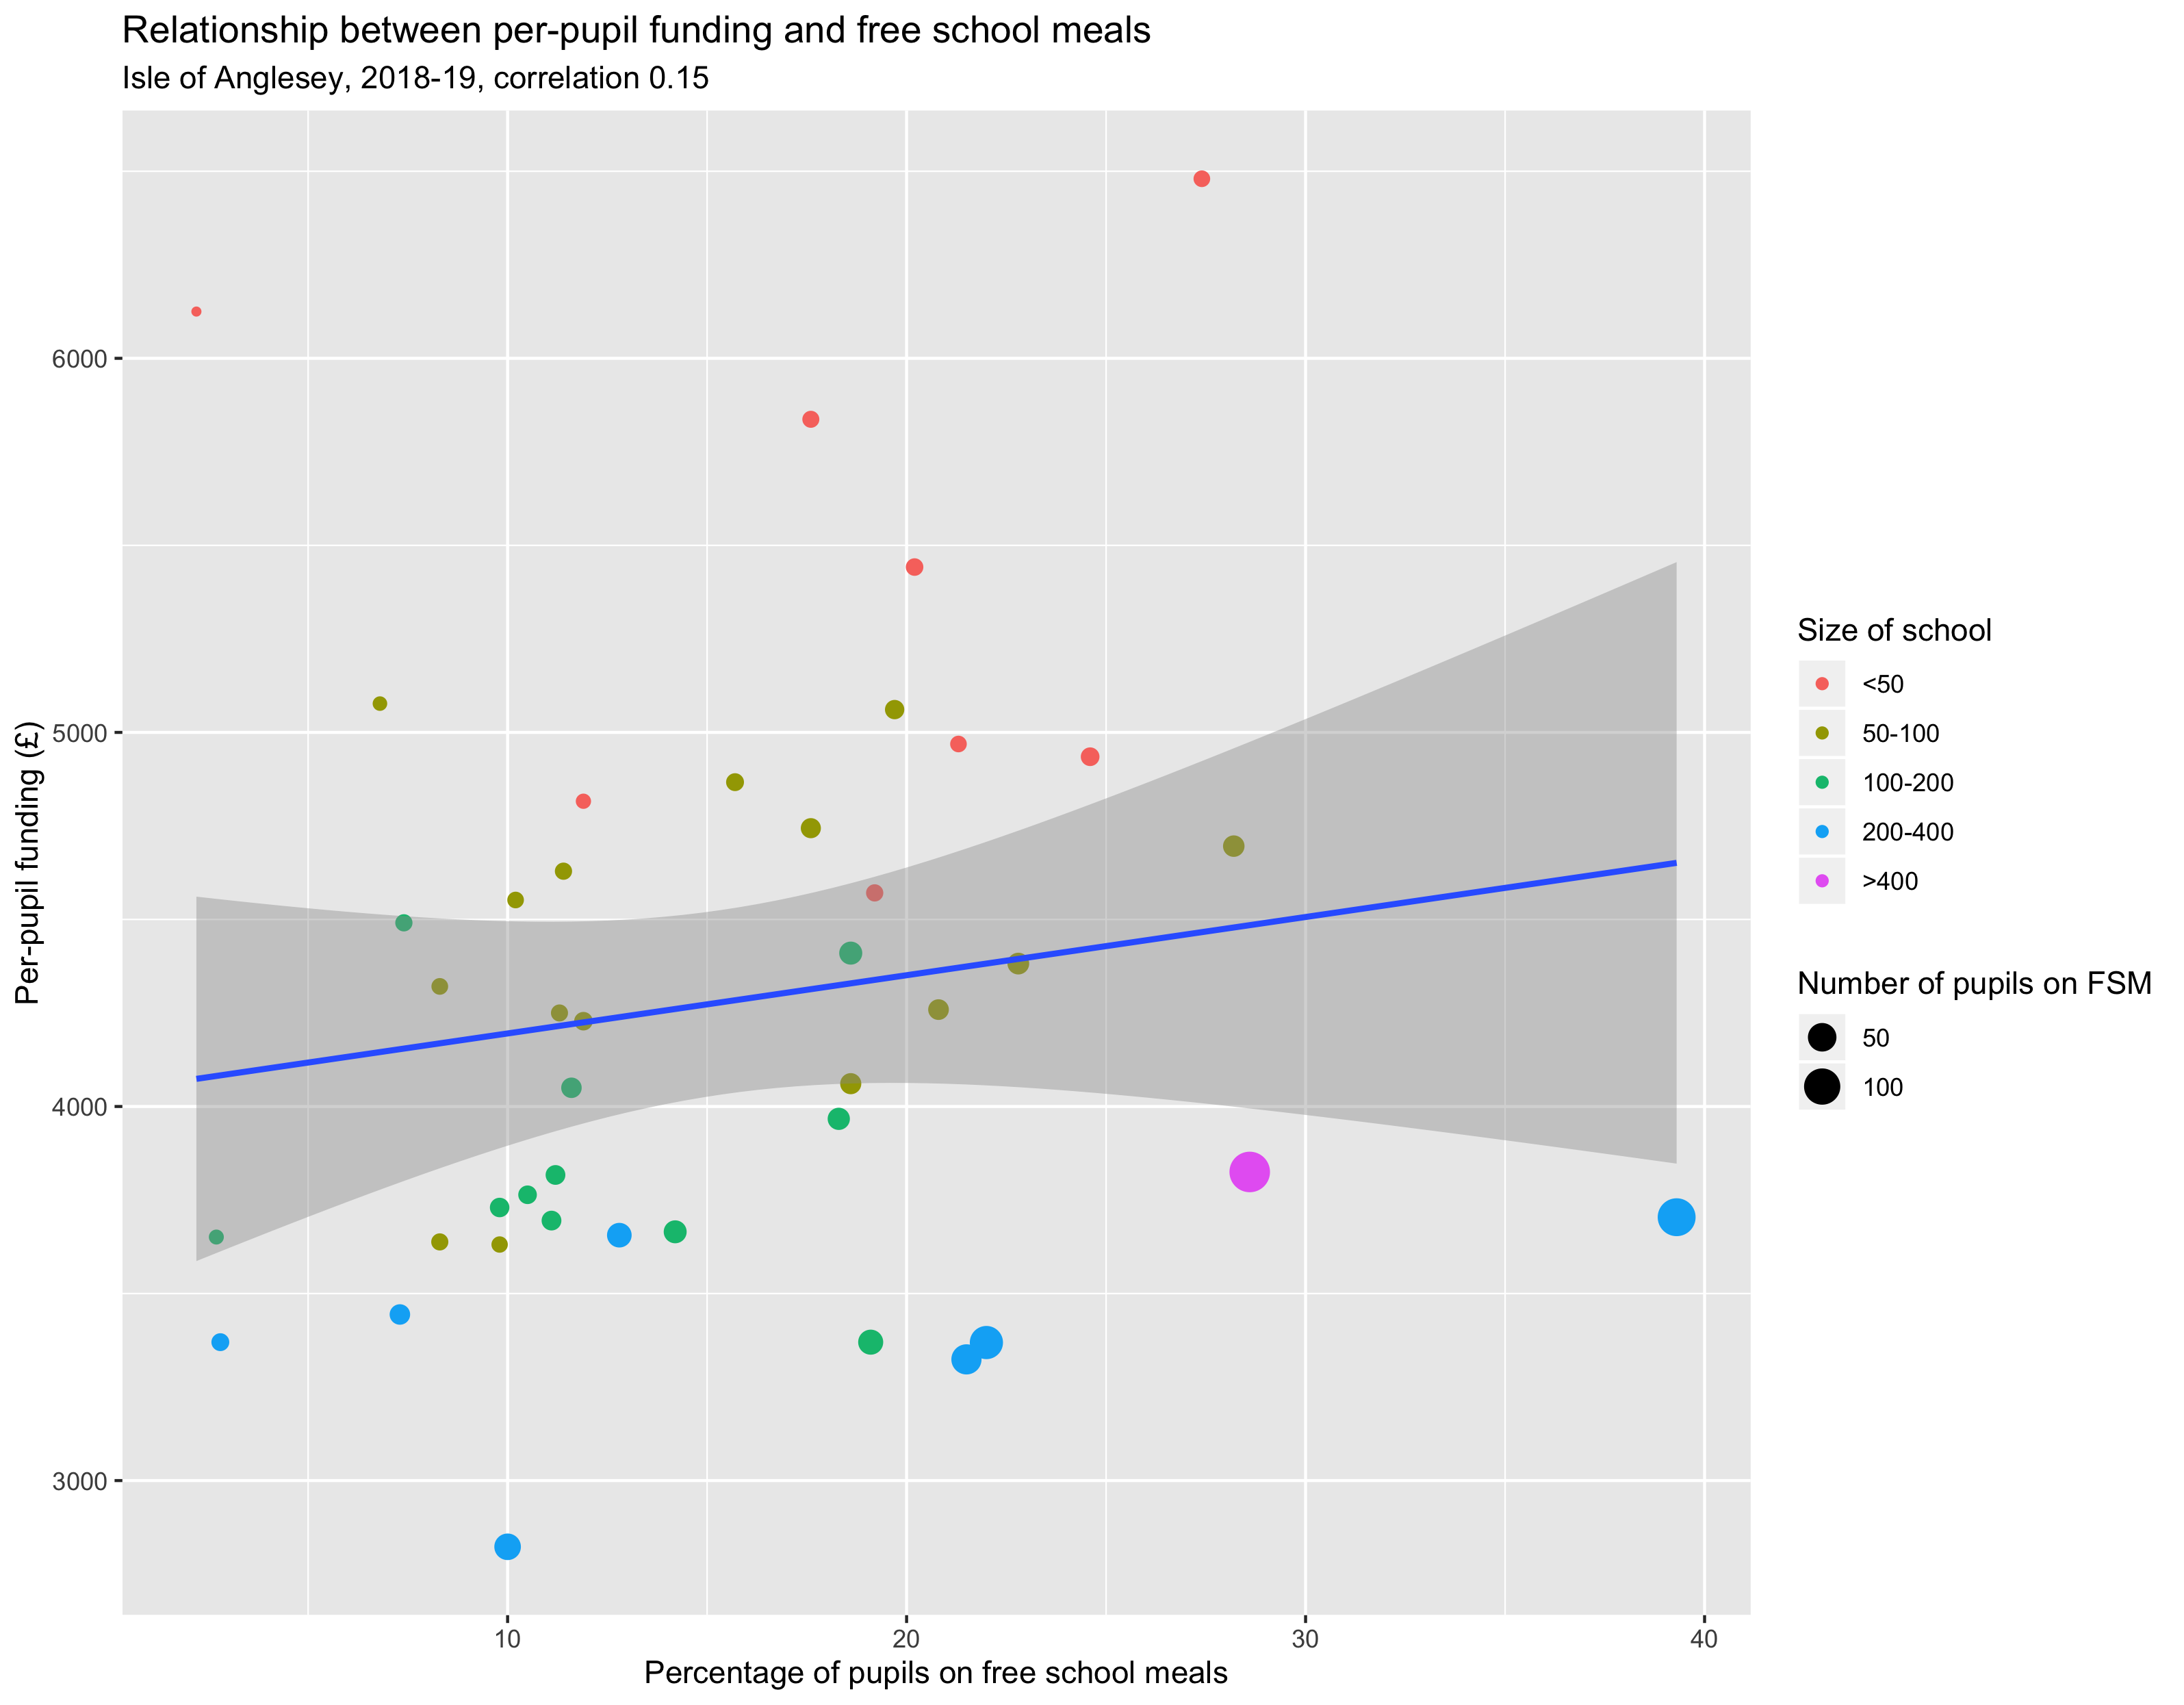 Relationship between per-pupil funding and free school meals
Isle of Anglesey, 2018-19, correlation 0.15
Per-pupil funding (£)
6000
5000
4000
3000
10
20
30
40
Percentage of pupils on free school meals
Size of school
<50
50-100
100-200
200-400
>400
Number of pupils on FSM
50
100